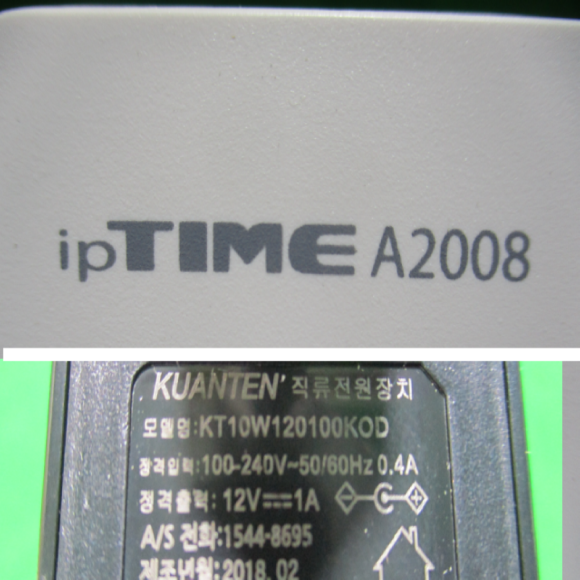 ipTIME A2008
KUANTEN' 직류전원장치
모델명:KT10W120100KOD
정격입력:100-240V~50/60Hz 0.4A
정격출력:12V⎓1A
A/S 전화:1544-8695
제조년월:2018.02